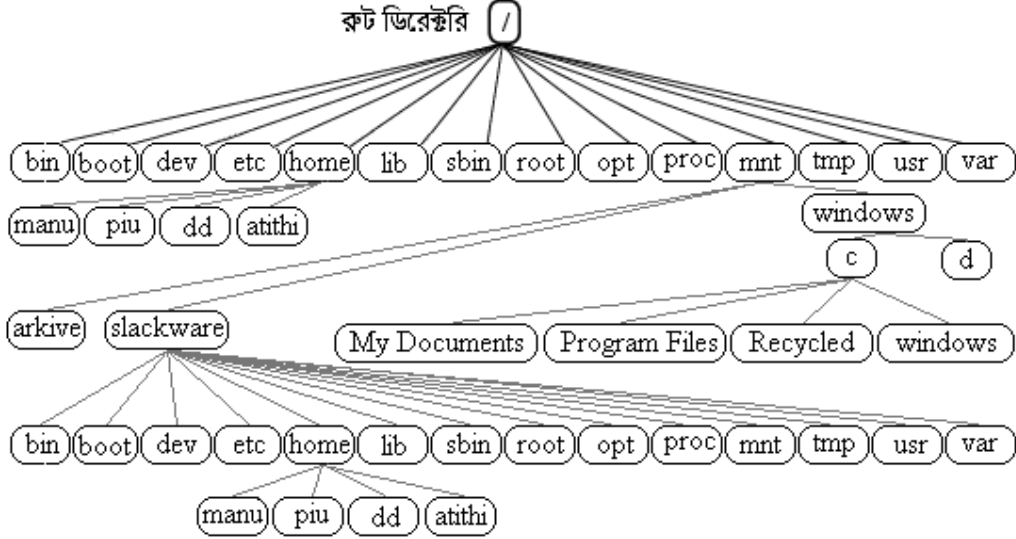 রুট ডিরেক্টরি /
bin boot dev etc home lib sbin root opt proc mnt tmp usr var
manu piu dd atithi windows
c d
arkive slackware My Documents Program Files Recycled windows
bin boot dev etc home lib sbin root opt proc mnt tmp usr var
manu piu dd atithi